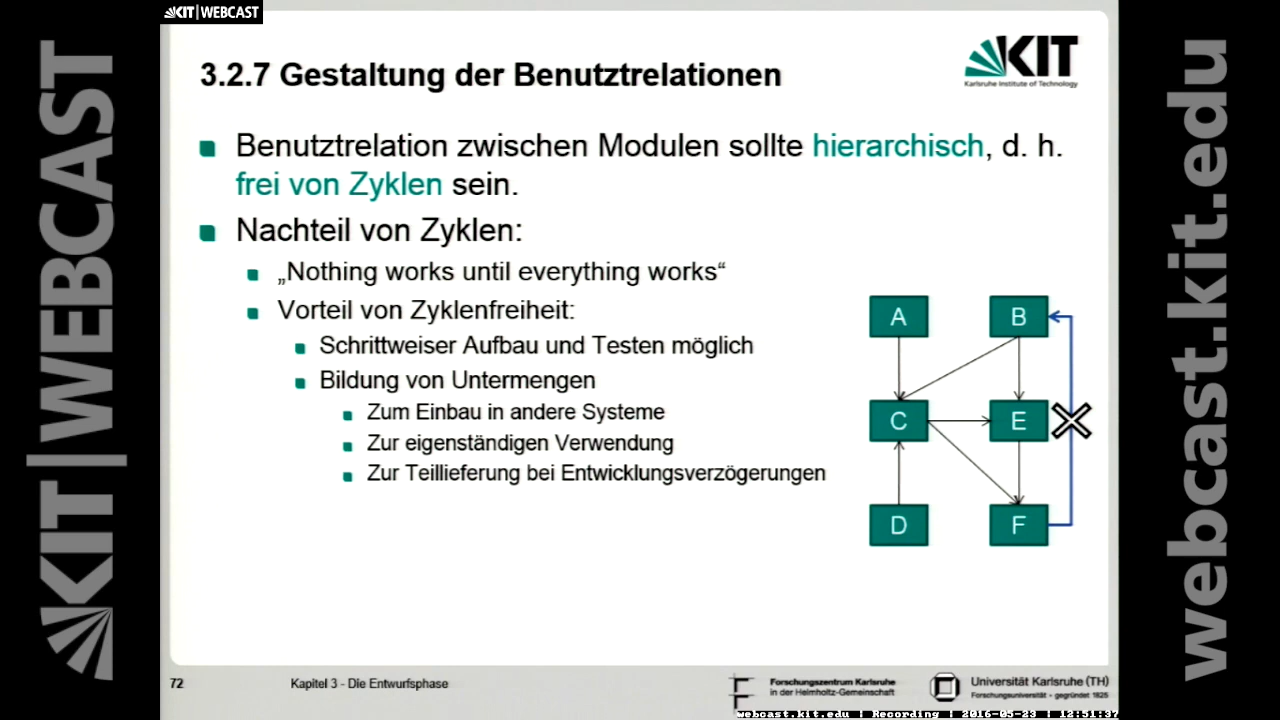 KIT WEBCAST
KIT WEBCAST
webcast.kit.edu
3.2.7 Gestaltung der Benutztrelationen
KIT
Karlsruhe Institute of Technology
Benutztrelation zwischen Modulen sollte hierarchisch, d. h.
frei von Zyklen sein.
Nachteil von Zyklen:
„Nothing works until everything works“
Vorteil von Zyklenfreiheit:
Schrittweiser Aufbau und Testen möglich
Bildung von Untermengen
Zum Einbau in andere Systeme
Zur eigenständigen Verwendung
Zur Teillieferung bei Entwicklungsverzögerungen
A B
C E
D F
72 Kapitel 3 - Die Entwurfsphase
Forschungszentrum Karlsruhe
in der Helmholtz-Gemeinschaft
Universität Karlsruhe (TH)
Forschungsuniversität • gegründet 1825
webcast.kit.edu | Recording | 2016-05-23 | 12:51:37